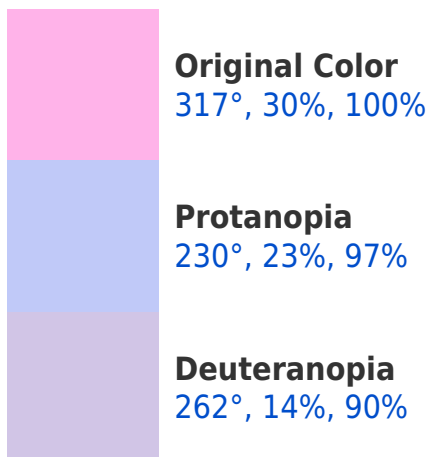 Original Color
317°, 30%, 100%
Protanopia
230°, 23%, 97%
Deuteranopia
262°, 14%, 90%